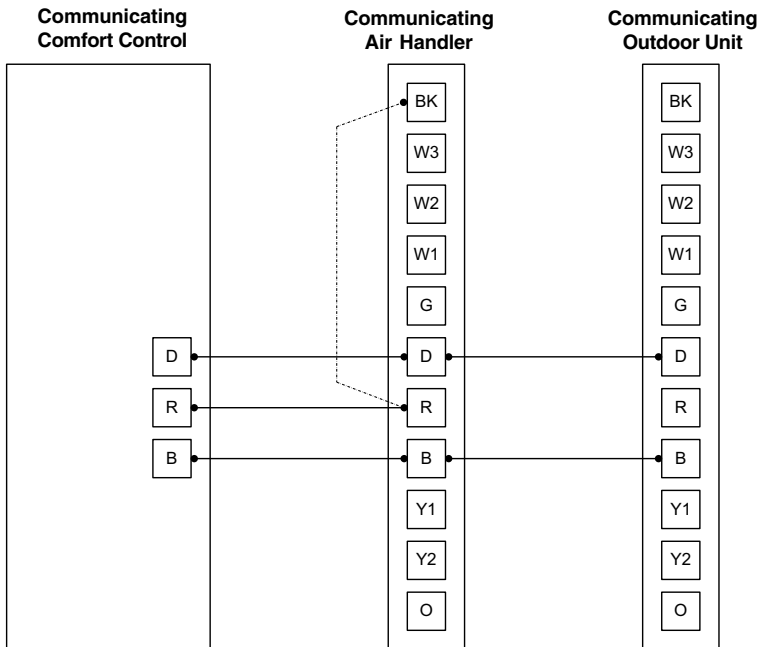 Communicating
Comfort Control
Communicating
Air Handler
Communicating
Outdoor Unit
D
R
B
BK
W3
W2
W1
G
D
R
B
Y1
Y2
O
BK
W3
W2
W1
G
D
R
B
Y1
Y2
O